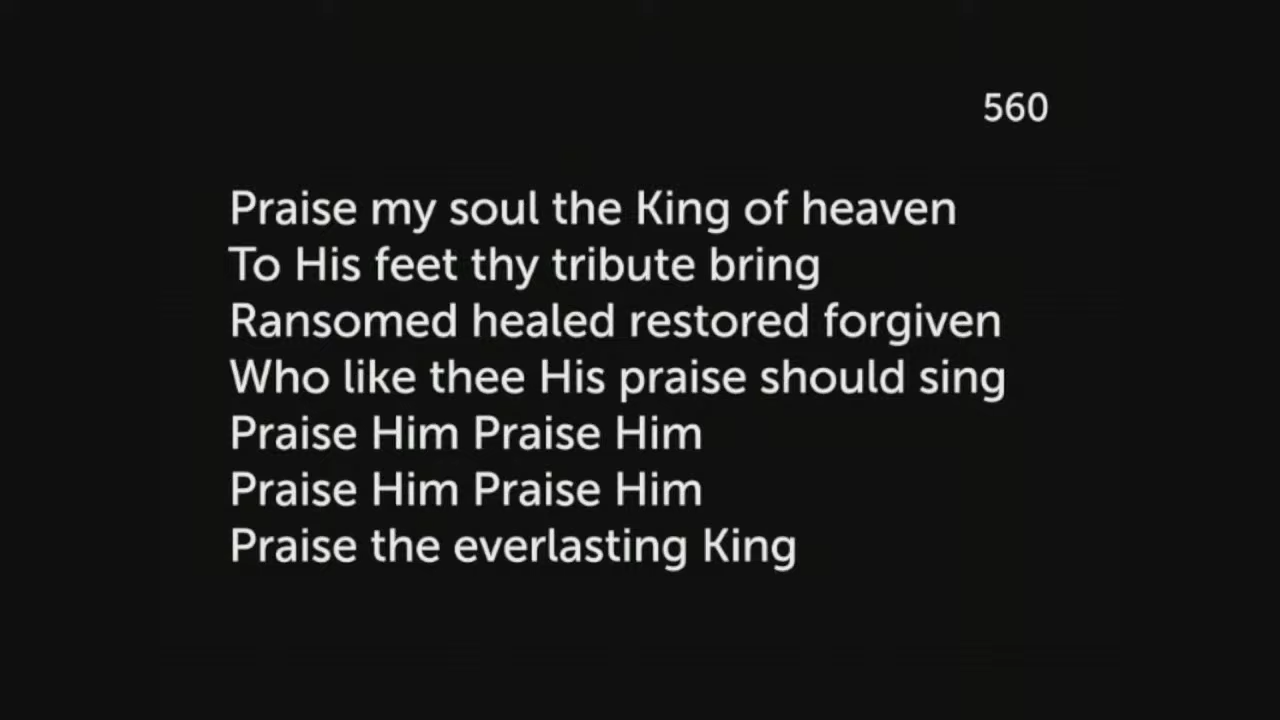 560
Praise my soul the King of heaven
To His feet thy tribute bring
Ransomed healed restored forgiven
Who like thee His praise should sing
Praise Him Praise Him
Praise Him Praise Him
Praise the everlasting King